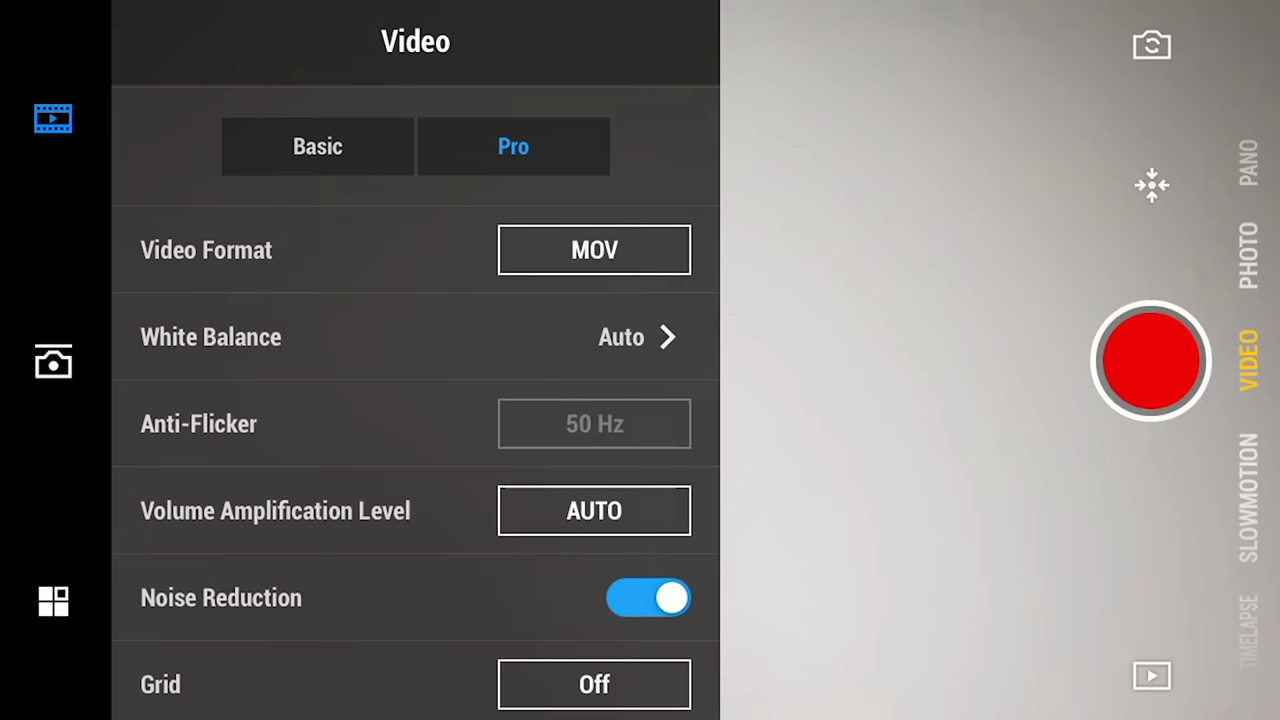 Video
Basic Pro
Video Format MOV
White Balance Auto
Anti-Flicker 50 Hz
Volume Amplification Level AUTO
Noise Reduction
Grid Off
PANO
PHOTO
VIDEO
SLOWMOTION
TIMELAPSE